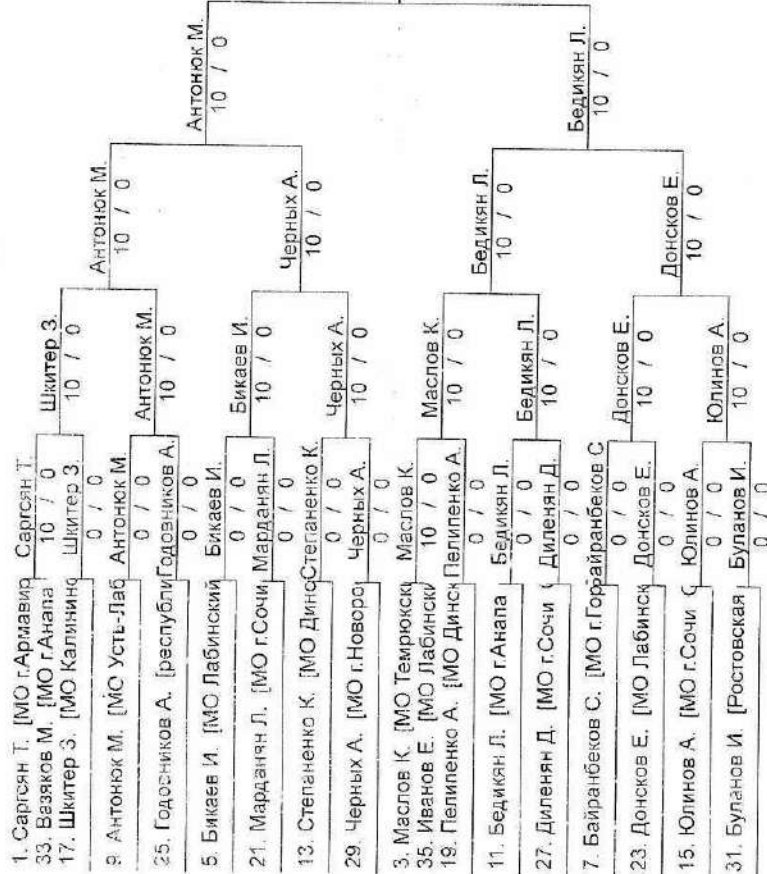 1. Саргсян Т. [МО г.Армавир
33. Вазяков М. [МО г.Анапа
17. Шкитер З. [МО Калинино
9. Антонюк М. [МО Усть-Лаб
25. Годосников А. [республи
5. Бикаев И. [МО Лабинский
21. Марданян Л. [МО г.Сочи
13. Степаненко К. [МО Динс
29. Черных А. [МО г.Новоро
3. Маслов К. [МО Темрюкски
35. Иванов Е. [МО Лабински
19. Пелипенко А. [МО Динск
11. Бедикян Л. [МО г.Анапа
27. Диленян Д. [МО г.Сочи
7. Байранбеков С. [МО г.Гор
23. Донсков Е. [МО Лабинск
15. Юлинов А. [МО г.Сочи
31. Буланов И. [Ростовская
Саргсян Т.
10 / 0
Шкитер З.
0 / 0
Антонюк М.
0 / 0
0 / 0
Бикаев И.
0 / 0
Марданян Л.
0 / 0
Степаненко К.
0 / 0
Черных А.
0 / 0
Маслов К.
10 / 0
Пелипенко А.
0 / 0
Бедикян Л.
0 / 0
Диленян Д.
0 / 0
Байранбеков С
0 / 0
Донсков Е.
0 / 0
Юлинов А.
0 / 0
Буланов И.
0 / 0
Шкитер З.
10 / 0
Антонюк М.
10 / 0
Бикаев И.
10 / 0
Черных А.
10 / 0
Маслов К.
10 / 0
Бедикян Л.
10 / 0
Донсков Е.
10 / 0
Юлинов А.
10 / 0
Антонюк М.
10 / 0
Черных А.
10 / 0
Бедикян Л.
10 / 0
Донсков Е.
10 / 0
Антонюк М.
10 / 0
Бедикян Л.
10 / 0